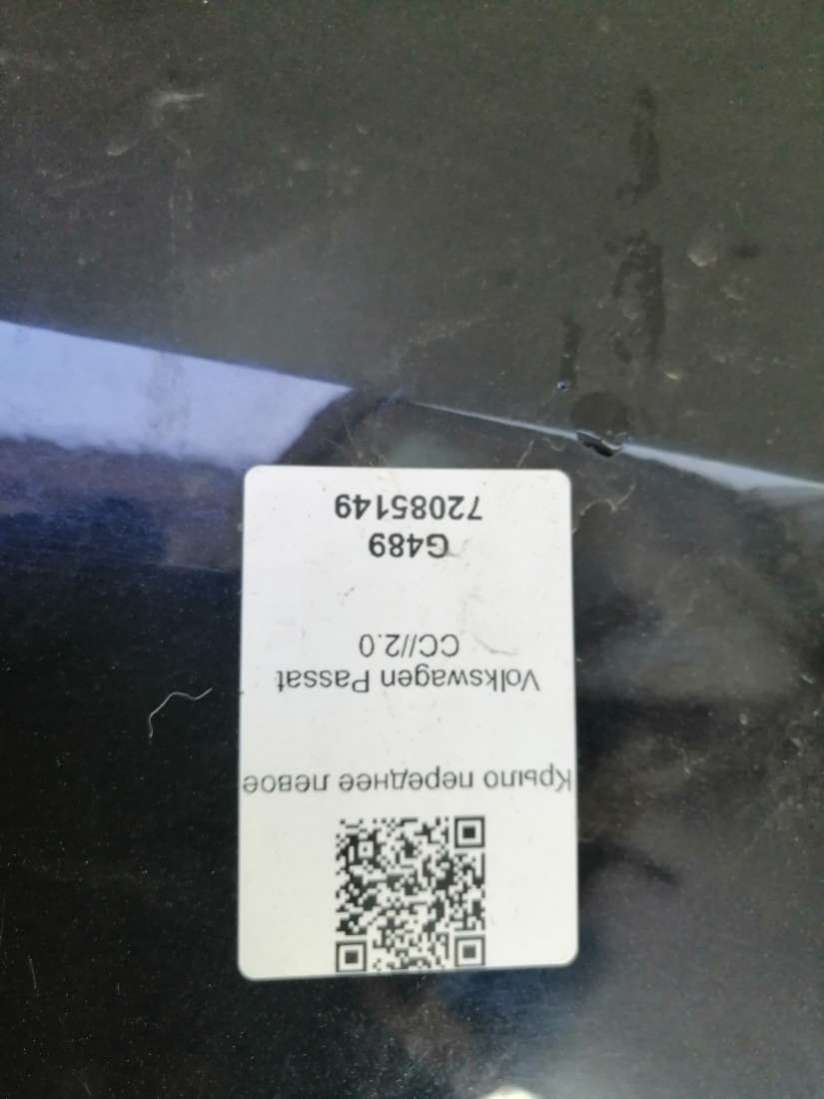 Крыло переднее левое
Volkswagen Passat
CC//2.0
G489
72085149